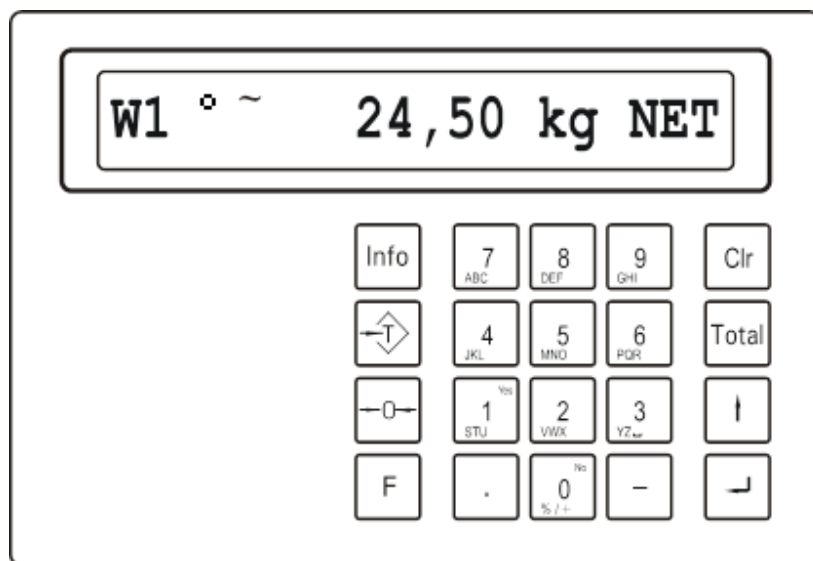 W1 ° ~ 24,50 kg NET
Info 7 ABC 8 DEF 9 GHI Clr
T 4 JKL 5 MNO 6 PQR Total
0 1 Yes STU 2 VWX 3 YZ␣
F . 0 No % / + –